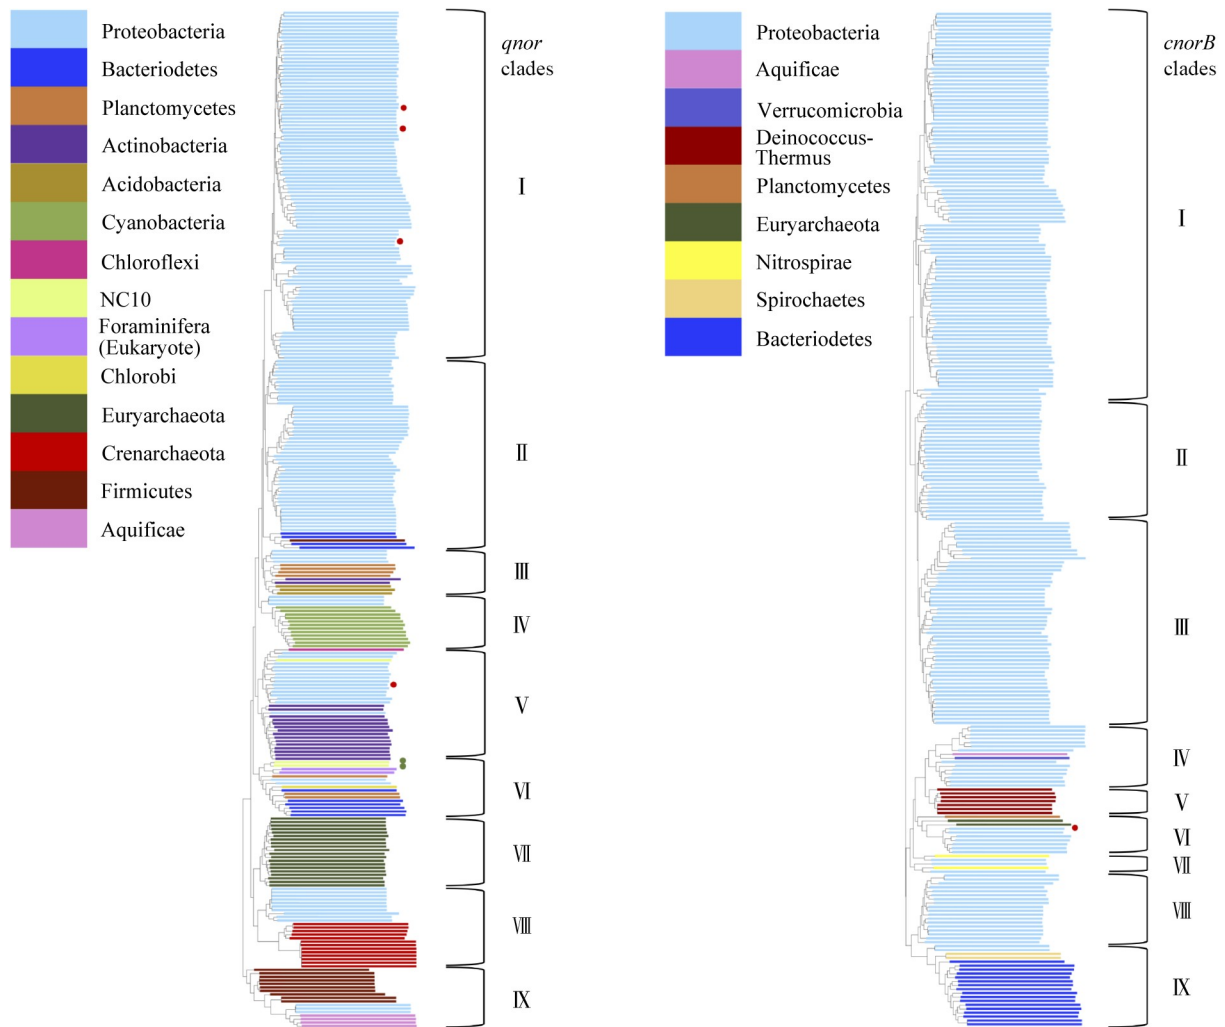 Proteobacteria
Bacteriodetes
Planctomycetes
Actinobacteria
Acidobacteria
Cyanobacteria
Chloroflexi
NC10
Foraminifera
(Eukaryote)
Chlorobi
Euryarchaeota
Crenarchaeota
Firmicutes
Aquificae
qnor
clades
I
II
III
IV
V
VI
VII
VIII
IX
Proteobacteria
Aquificae
Verrucomicrobia
Deinococcus-
Thermus
Planctomycetes
Euryarchaeota
Nitrospirae
Spirochaetes
Bacteriodetes
cnorB
clades
I
II
III
IV
V
VI
VII
VIII
IX